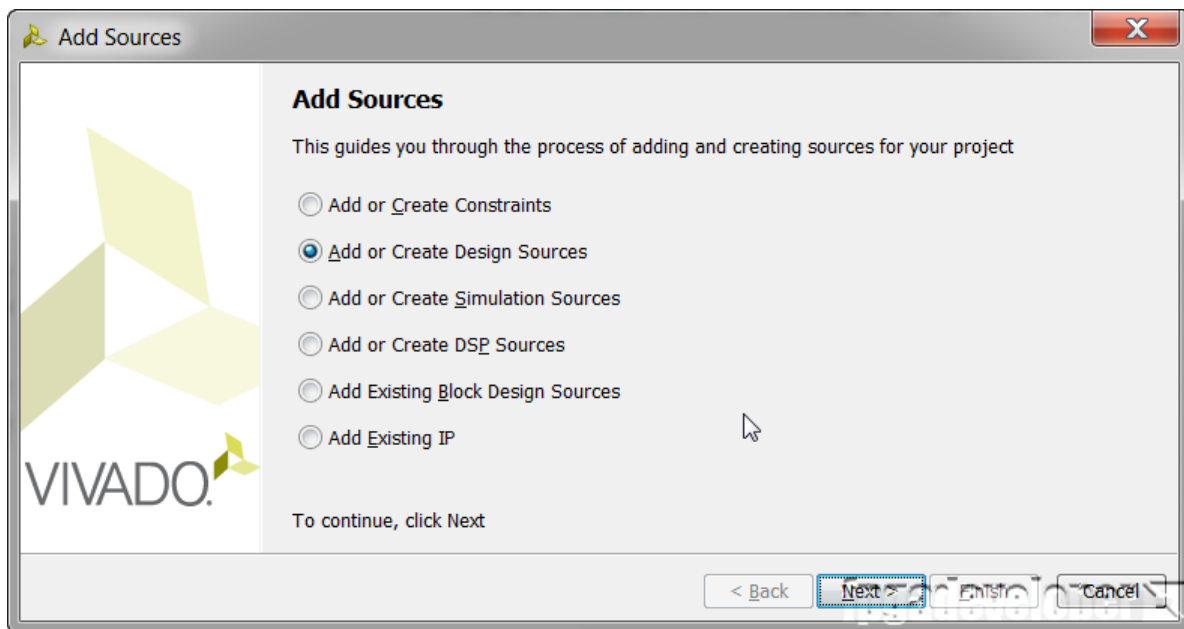 Add Sources
Add Sources
This guides you through the process of adding and creating sources for your project
Add or Create Constraints
Add or Create Design Sources
Add or Create Simulation Sources
Add or Create DSP Sources
Add Existing Block Design Sources
Add Existing IP
VIVADO.
To continue, click Next
< Back Next > Finish Cancel
fpgadeveloper